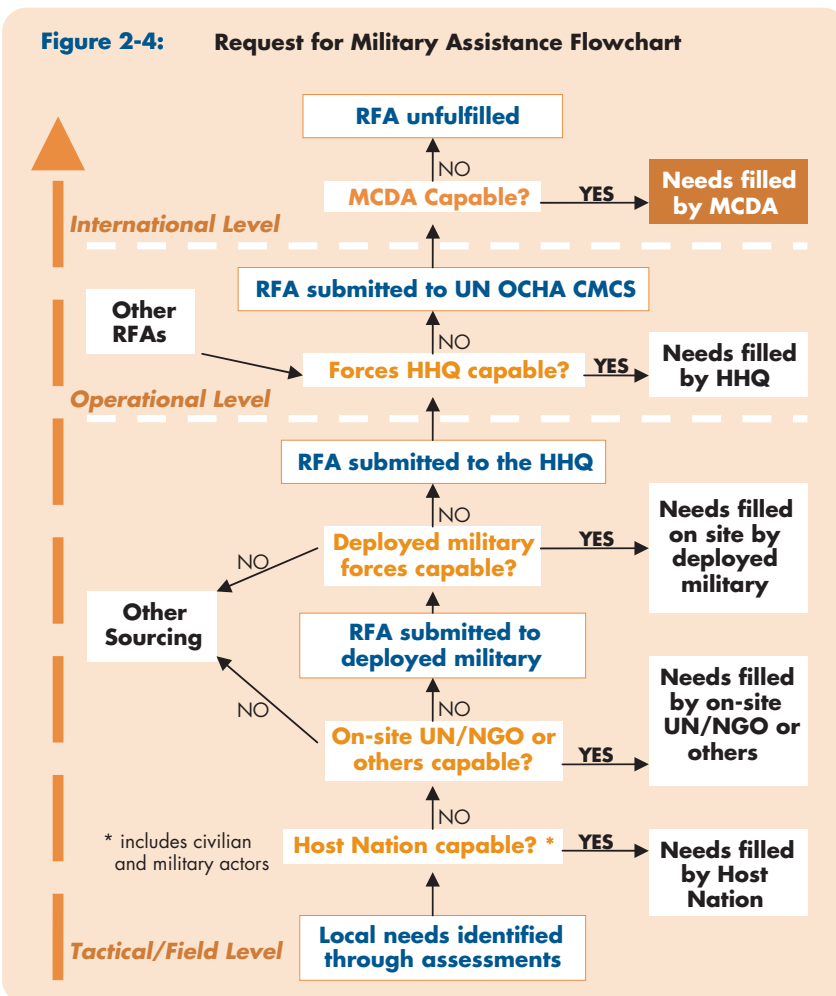 Figure 2-4: Request for Military Assistance Flowchart
RFA unfulfilled
NO
MCDA Capable?
YES
Needs filled
by MCDA
International Level
RFA submitted to UN OCHA CMCS
Other
RFAs
NO
Forces HHQ capable?
YES
Needs filled
by HHQ
Operational Level
RFA submitted to the HHQ
NO
Deployed military
forces capable?
YES
Needs filled
on site by
deployed
military
NO
Other
Sourcing
RFA submitted to
deployed military
NO
NO
On-site UN/NGO or
others capable?
YES
Needs filled
by on-site
UN/NGO or
others
NO
* includes civilian
and military actors
Host Nation capable? *
YES
Needs filled
by Host
Nation
Tactical/Field Level
Local needs identified
through assessments